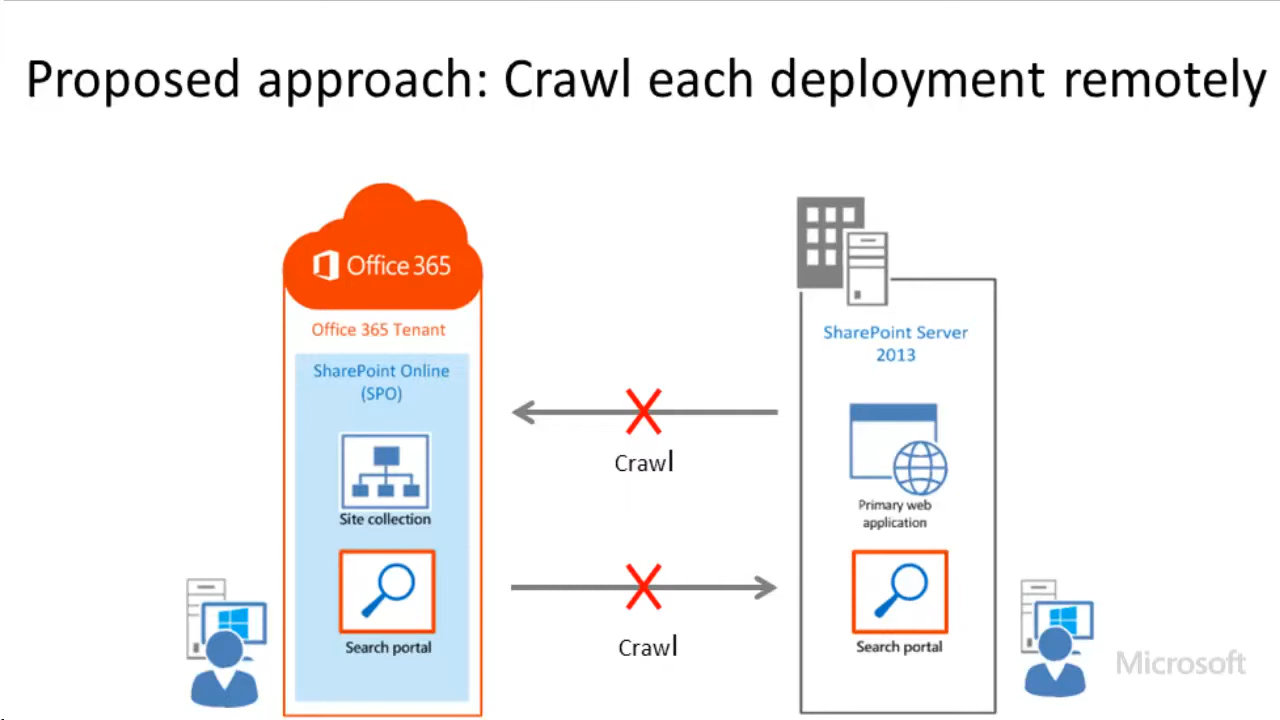 Proposed approach: Crawl each deployment remotely
Office 365
Office 365 Tenant
SharePoint Online
(SPO)
Site collection
Search portal
Crawl
Crawl
SharePoint Server
2013
Primary web
application
Search portal
Microsoft